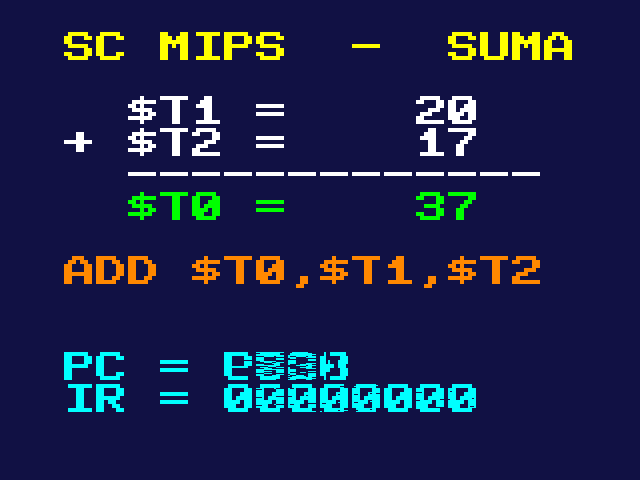 SC MIPS - SUMA
$T1 = 20
+ $T2 = 17
-------------
$T0 = 37
ADD $T0,$T1,$T2
PC =
IR = 00000000